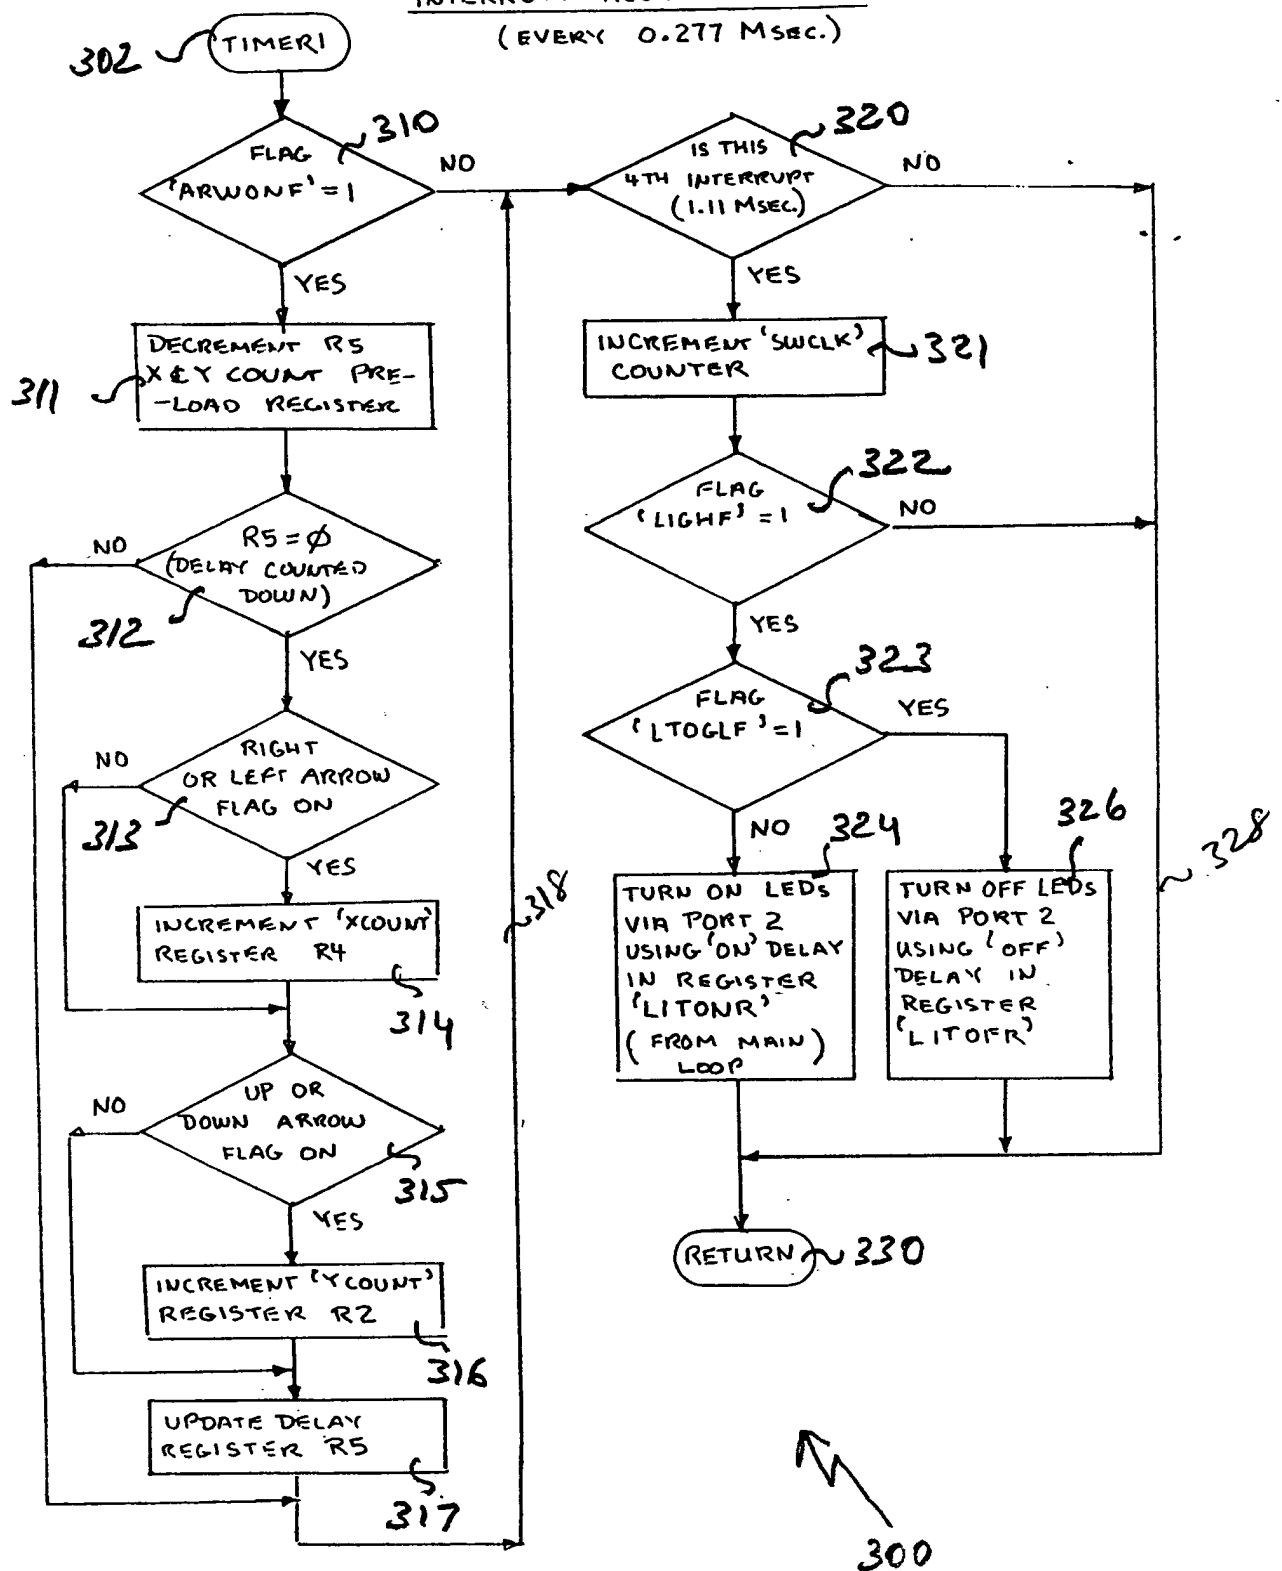 (EVERY 0.277 MSEC.)
TIMER1
302
FLAG
'ARWONF' = 1
310
NO
YES
DECREMENT R5
X & Y COUNT PRE-
-LOAD REGISTER
311
R5 = Ø
(DELAY COUNTED
DOWN)
312
NO
YES
RIGHT
OR LEFT ARROW
FLAG ON
313
NO
YES
INCREMENT 'XCOUNT'
REGISTER R4
314
UP OR
DOWN ARROW
FLAG ON
315
NO
YES
INCREMENT 'YCOUNT'
REGISTER R2
316
UPDATE DELAY
REGISTER R5
317
318
IS THIS
4TH INTERRUPT
(1.11 MSEC.)
320
NO
YES
INCREMENT 'SWCLK'
COUNTER
321
FLAG
'LIGHF' = 1
322
NO
YES
FLAG
'LTOGLF' = 1
323
YES
NO
TURN ON LEDs
VIA PORT 2
USING 'ON' DELAY
IN REGISTER
'LITONR'
(FROM MAIN)
LOOP
324
TURN OFF LEDs
VIA PORT 2
USING 'OFF'
DELAY IN
REGISTER
'LITOFR'
326
328
RETURN
330
300